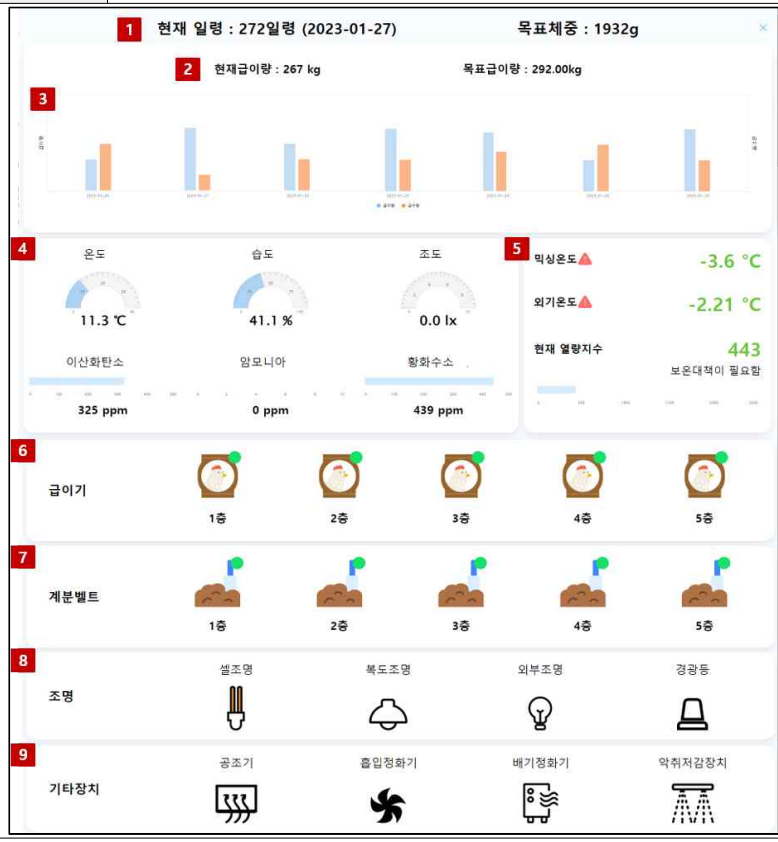 1 현재 일령 : 272일령 (2023-01-27) 목표체중 : 1932g ×
2 현재급이량 : 267 kg 목표급이량 : 292.00kg
3
4 온도 습도 조도
11.3 ℃ 41.1 % 0.0 lx
이산화탄소 암모니아 황화수소
325 ppm 0 ppm 439 ppm
5 믹싱온도 -3.6 °C
외기온도 -2.21 °C
현재 열량지수 443
보온대책이 필요함
6 급이기
1층 2층 3층 4층 5층
7 계분벨트
1층 2층 3층 4층 5층
8 조명
셀조명 복도조명 외부조명 경광등
9 기타장치
공조기 흡입정화기 배기정화기 악취저감장치